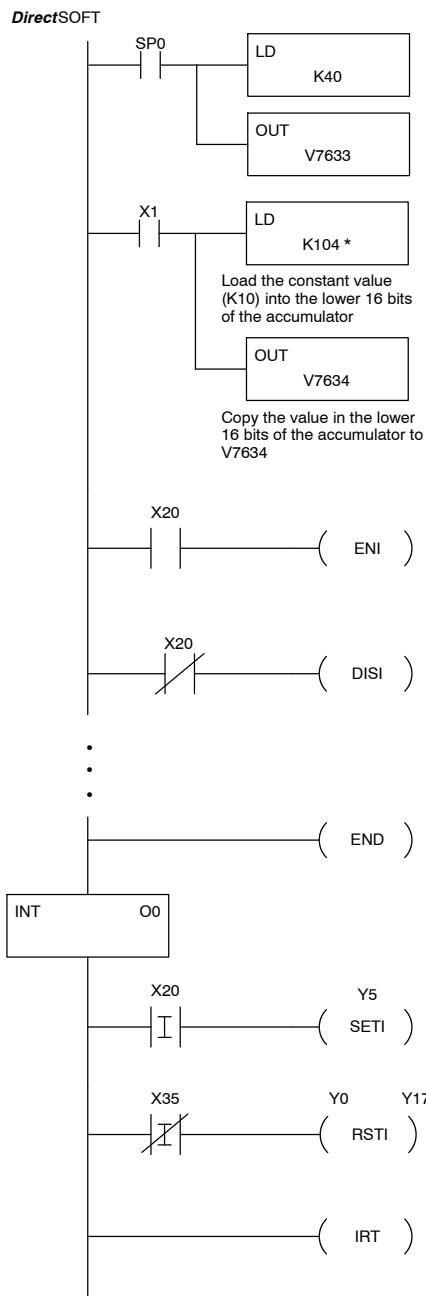 DirectSOFT
SP0
LD
K40
OUT
V7633
X1
LD
K104 *
Load the constant value
(K10) into the lower 16 bits
of the accumulator
OUT
V7634
Copy the value in the lower
16 bits of the accumulator to
V7634
X20
ENI
X20
DISI
END
INT O0
X20
Y5
SETI
X35
Y0 Y17
RSTI
IRT